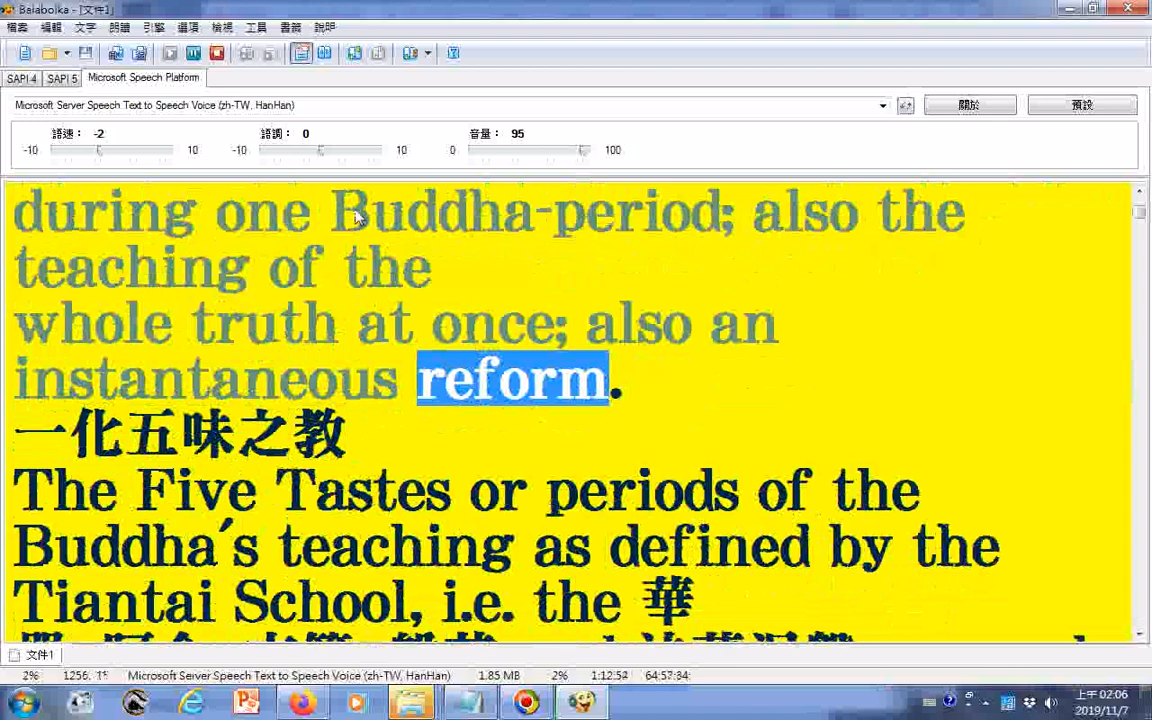 Balabolka - [文件1]
檔案 編輯 文字 朗讀 引擎 選項 檢視 工具 書籤 說明
SAPI 4 SAPI 5 Microsoft Speech Platform
Microsoft Server Speech Text to Speech Voice (zh-TW, HanHan) 關於 預設
語速： -2 語調： 0 音量： 95
-10 10 -10 10 0 100
during one Buddha-period; also the
teaching of the
whole truth at once; also an
instantaneous reform.
一化五味之教
The Five Tastes or periods of the
Buddha's teaching as defined by the
Tiantai School, i.e. the 華
文件1
2% Microsoft Server Speech Text to Speech Voice (zh-TW, HanHan) 1.85 MB 2% 1:12:52 64:57:34
上午 02:06
2019/11/7